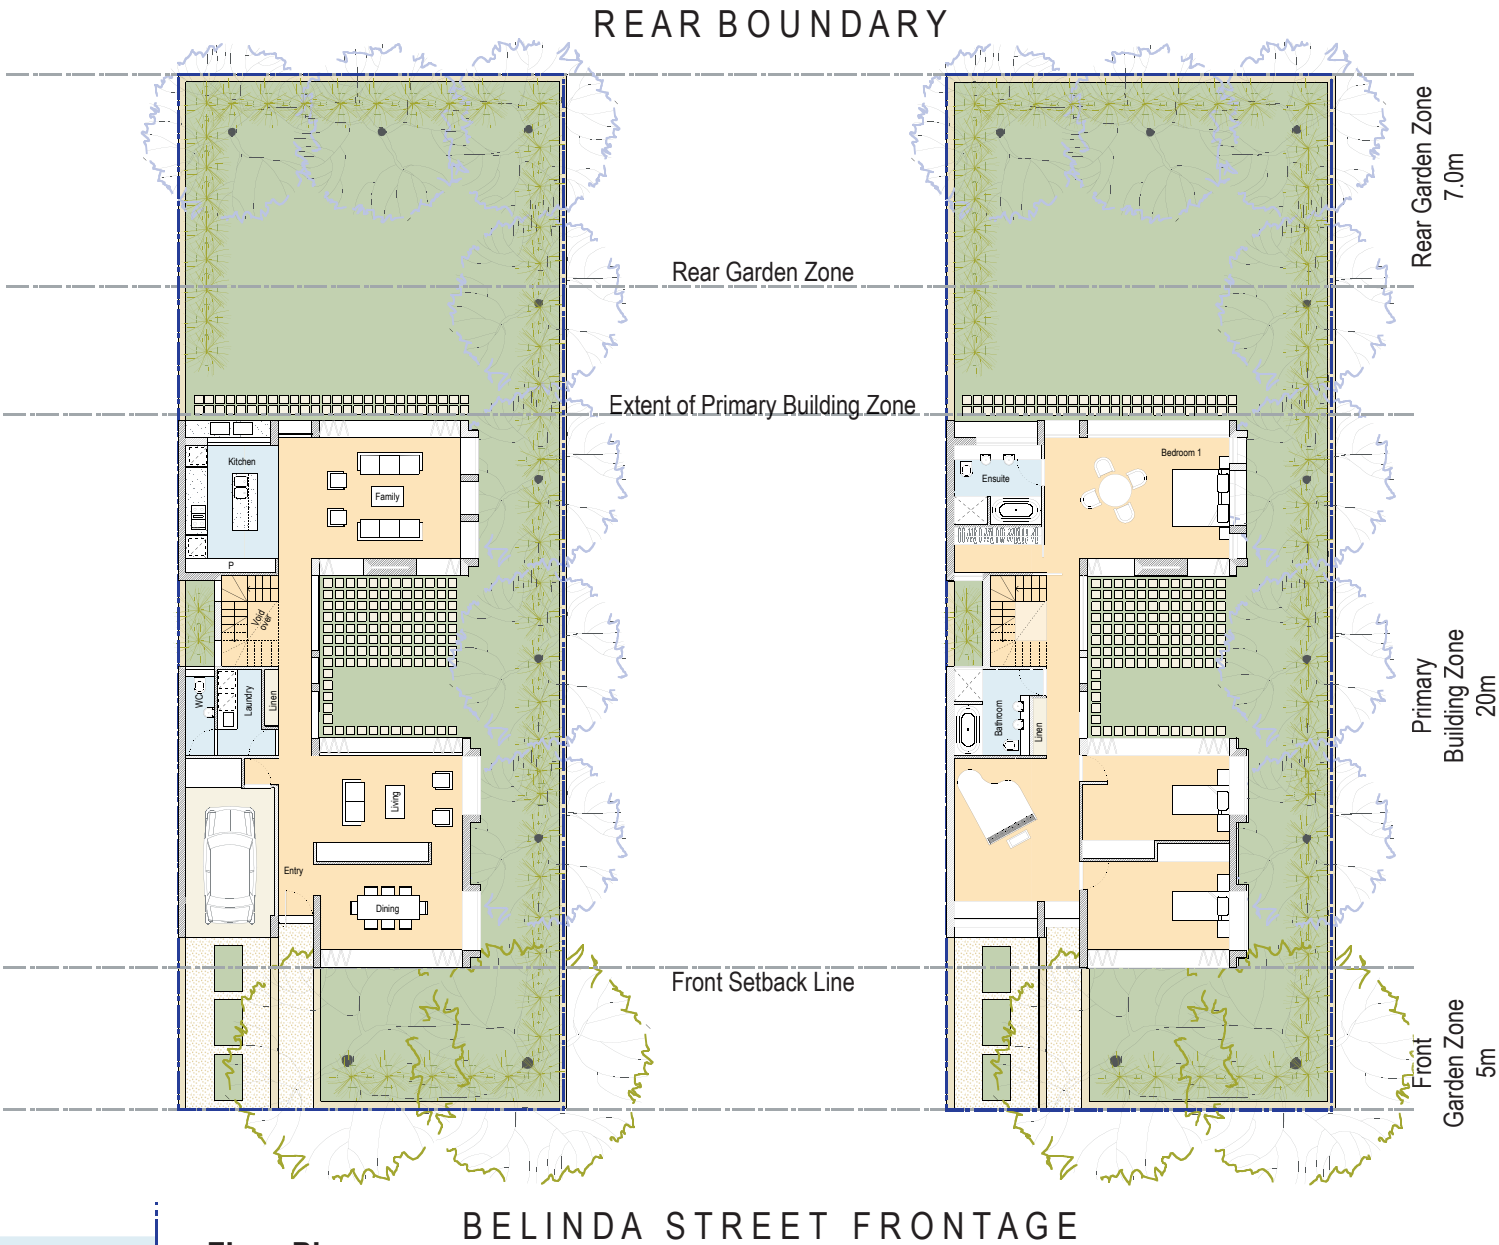 REAR BOUNDARY
Rear Garden Zone
7.0m
Rear Garden Zone
Extent of Primary Building Zone
Kitchen
Family
P
Void
over
WC
Laundry
Linen
Living
Entry
Dining
Bedroom 1
Ensuite
Bathroom
Linen
Primary
Building Zone
20m
Front Setback Line
Front
Garden Zone
5m
BELINDA STREET FRONTAGE